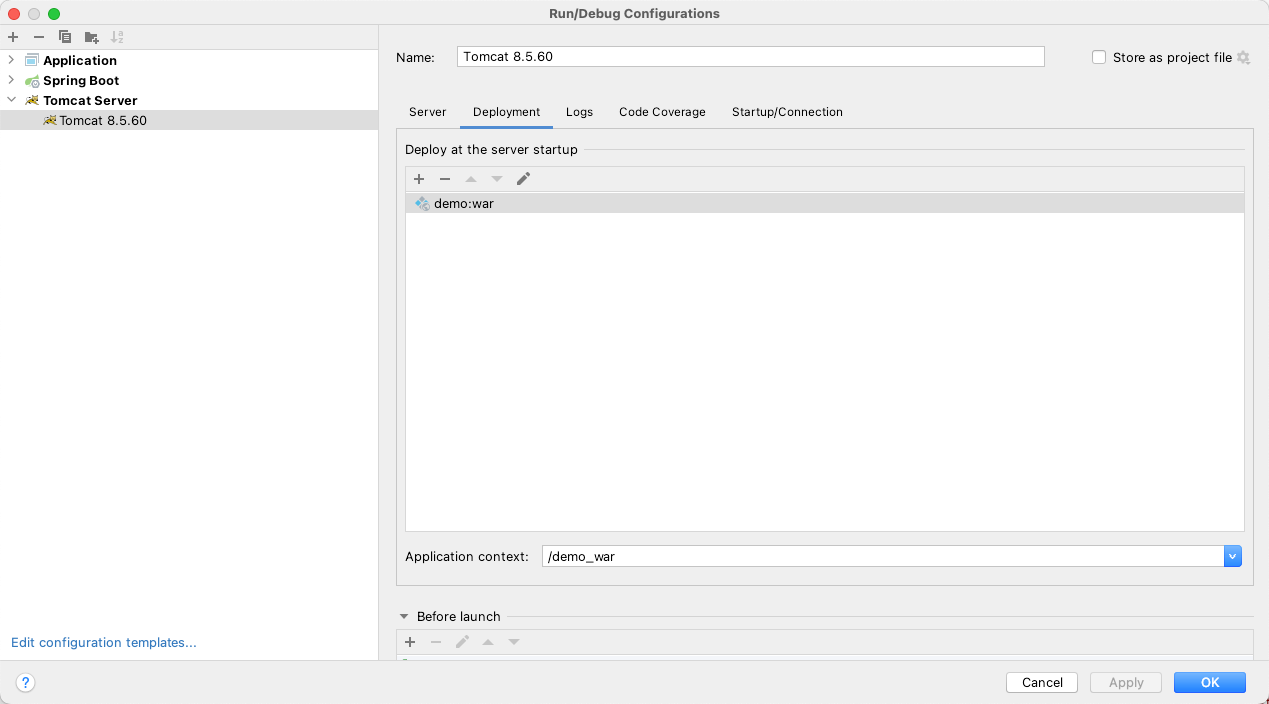 Run/Debug Configurations
Application
Spring Boot
Tomcat Server
Tomcat 8.5.60
Edit configuration templates...
Name: Tomcat 8.5.60 Store as project file
Server Deployment Logs Code Coverage Startup/Connection
Deploy at the server startup
demo:war
Application context: /demo_war
Before launch
? Cancel Apply OK